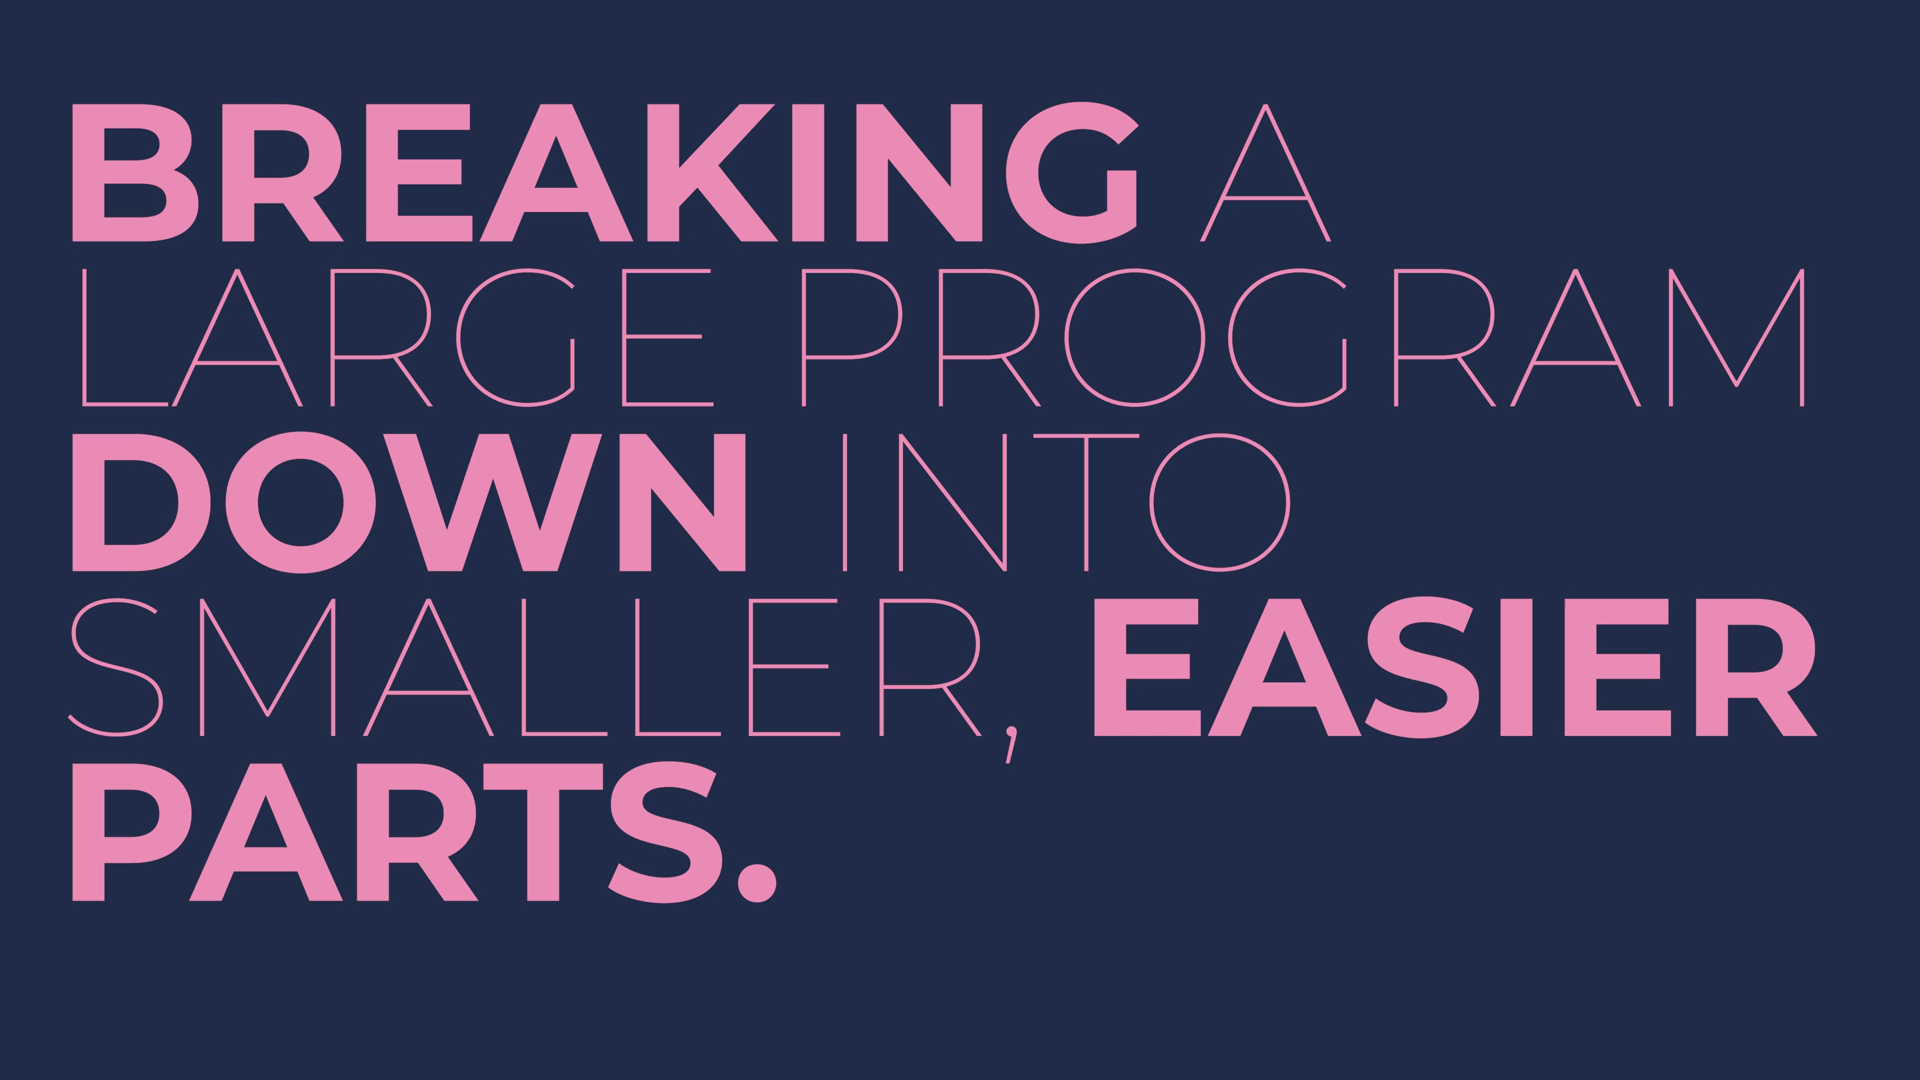 BREAKING A
LARGE PROGRAM
DOWN INTO
SMALLER, EASIER
PARTS.